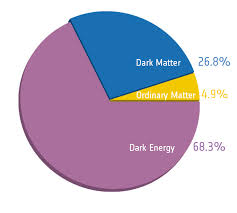 Dark Matter 26.8%
Ordinary Matter 4.9%
Dark Energy 68.3%